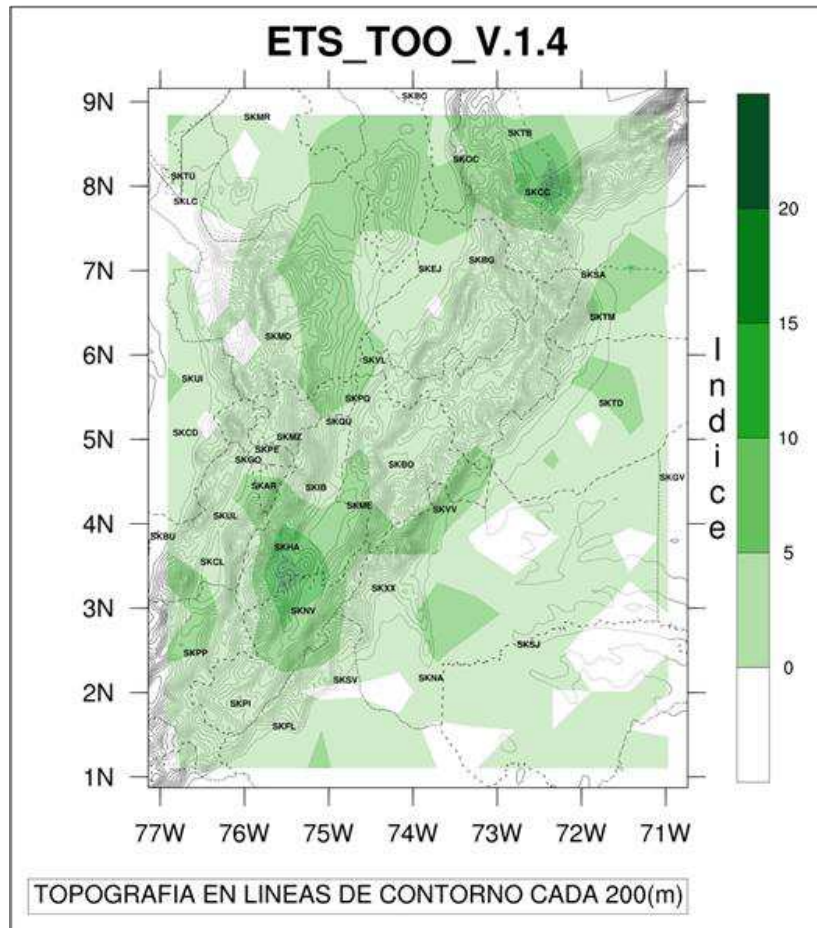 ETS_TOO_V.1.4
9N
8N
7N
6N
5N
4N
3N
2N
1N
SKBC
SKMR
SKTB
SKOC
SKTU
SKCC
SKLC
SKBG
SKEJ
SKSA
SKTM
SKMD
SKVL
SKUI
SKPQ
SKTD
SKQU
SKCD
SKMZ
SKPE
SKGO
SKBO
SKAR
SKIB
SKGV
SKME
SKVV
SKUL
SKBU
SKHA
SKCL
SKXX
SKNV
SKSJ
SKPP
SKSV
SKNA
SKPI
SKFL
77W 76W 75W 74W 73W 72W 71W
20
15
10
5
0
Indice
TOPOGRAFIA EN LINEAS DE CONTORNO CADA 200(m)